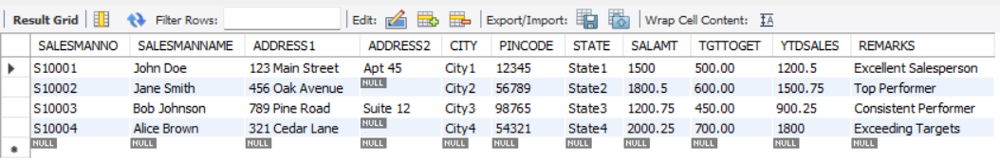 Result Grid Filter Rows: Edit: Export/Import: Wrap Cell Content: IA
SALESMANNO SALESMANNAME ADDRESS1 ADDRESS2 CITY PINCODE STATE SALAMT TGTTOGET YTDSALES REMARKS
S10001 John Doe 123 Main Street Apt 45 City1 12345 State1 1500 500.00 1200.5 Excellent Salesperson
S10002 Jane Smith 456 Oak Avenue NULL City2 56789 State2 1800.5 600.00 1500.75 Top Performer
S10003 Bob Johnson 789 Pine Road Suite 12 City3 98765 State3 1200.75 450.00 900.25 Consistent Performer
S10004 Alice Brown 321 Cedar Lane NULL City4 54321 State4 2000.25 700.00 1800 Exceeding Targets
NULL NULL NULL NULL NULL NULL NULL NULL NULL NULL NULL